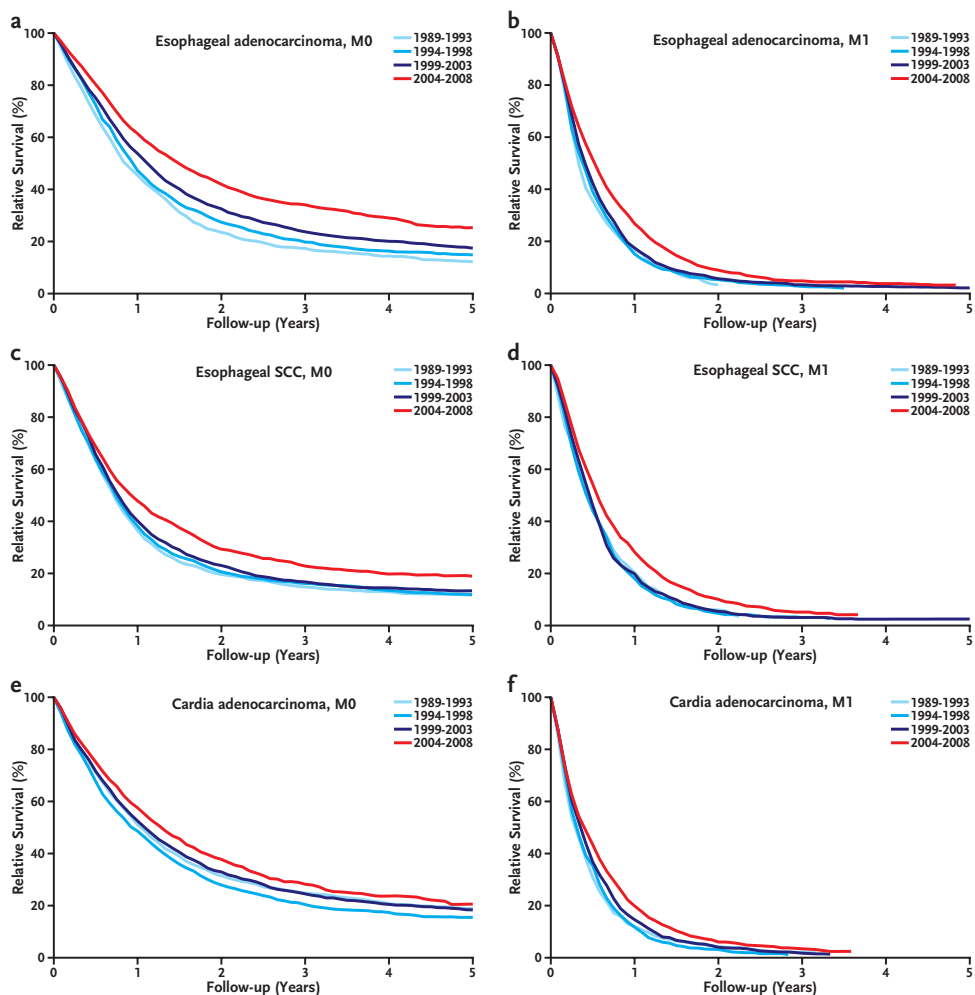 a
Esophageal adenocarcinoma, M0
1989-1993
1994-1998
1999-2003
2004-2008
Relative Survival (%)
100
80
60
40
20
0
0 1 2 3 4 5
Follow-up (Years)
b
Esophageal adenocarcinoma, M1
1989-1993
1994-1998
1999-2003
2004-2008
Relative Survival (%)
100
80
60
40
20
0
0 1 2 3 4 5
Follow-up (Years)
c
Esophageal SCC, M0
1989-1993
1994-1998
1999-2003
2004-2008
Relative Survival (%)
100
80
60
40
20
0
0 1 2 3 4 5
Follow-up (Years)
d
Esophageal SCC, M1
1989-1993
1994-1998
1999-2003
2004-2008
Relative Survival (%)
100
80
60
40
20
0
0 1 2 3 4 5
Follow-up (Years)
e
Cardia adenocarcinoma, M0
1989-1993
1994-1998
1999-2003
2004-2008
Relative Survival (%)
100
80
60
40
20
0
0 1 2 3 4 5
Follow-up (Years)
f
Cardia adenocarcinoma, M1
1989-1993
1994-1998
1999-2003
2004-2008
Relative Survival (%)
100
80
60
40
20
0
0 1 2 3 4 5
Follow-up (Years)